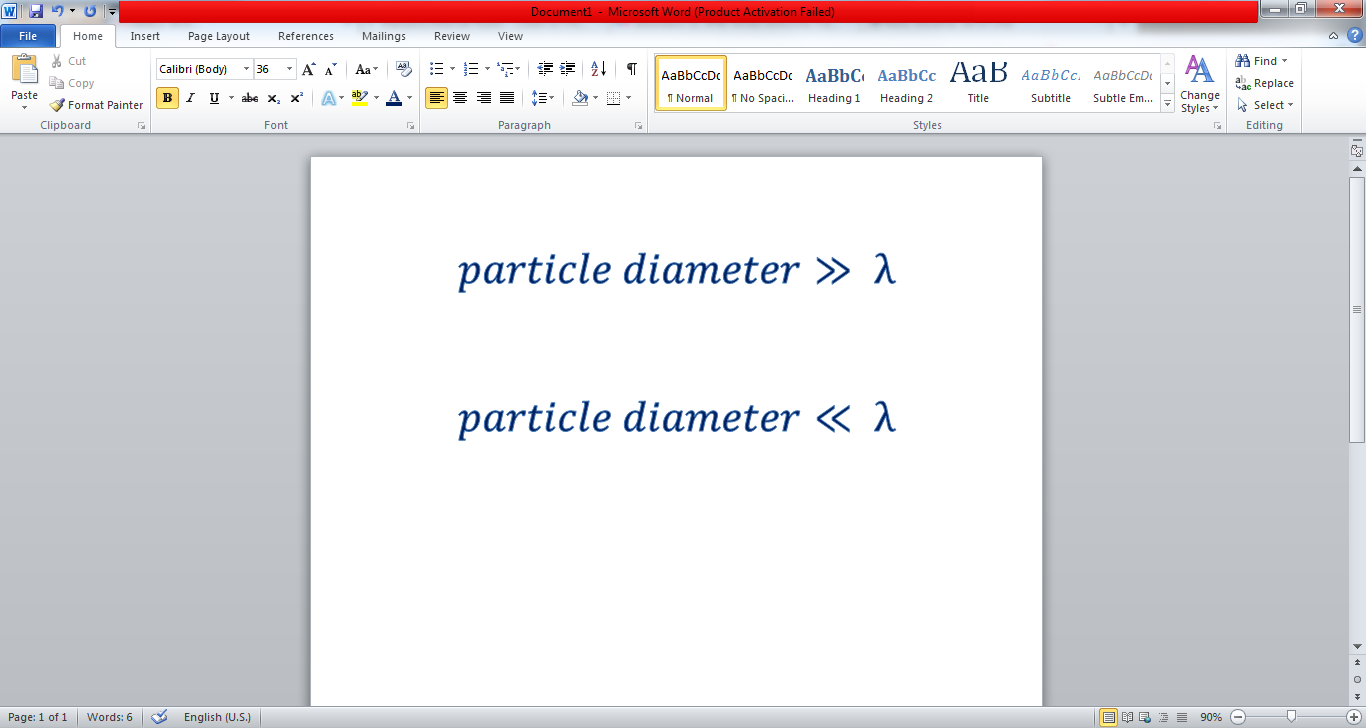 Document1 - Microsoft Word (Product Activation Failed)
File Home Insert Page Layout References Mailings Review View
Paste
Cut
Copy
Format Painter
Clipboard
Calibri (Body) 36
B I U abc x₂ x²
Font
Paragraph
AaBbCcDc AaBbCcDc AaBbCc AaBbCc AaB AaBbCc. AaBbCcDc
¶ Normal ¶ No Spaci... Heading 1 Heading 2 Title Subtitle Subtle Em...
Change Styles
Styles
Find
Replace
Select
Editing
particle diameter ≫ λ
particle diameter ≪ λ
Page: 1 of 1 Words: 6 English (U.S.) 90%